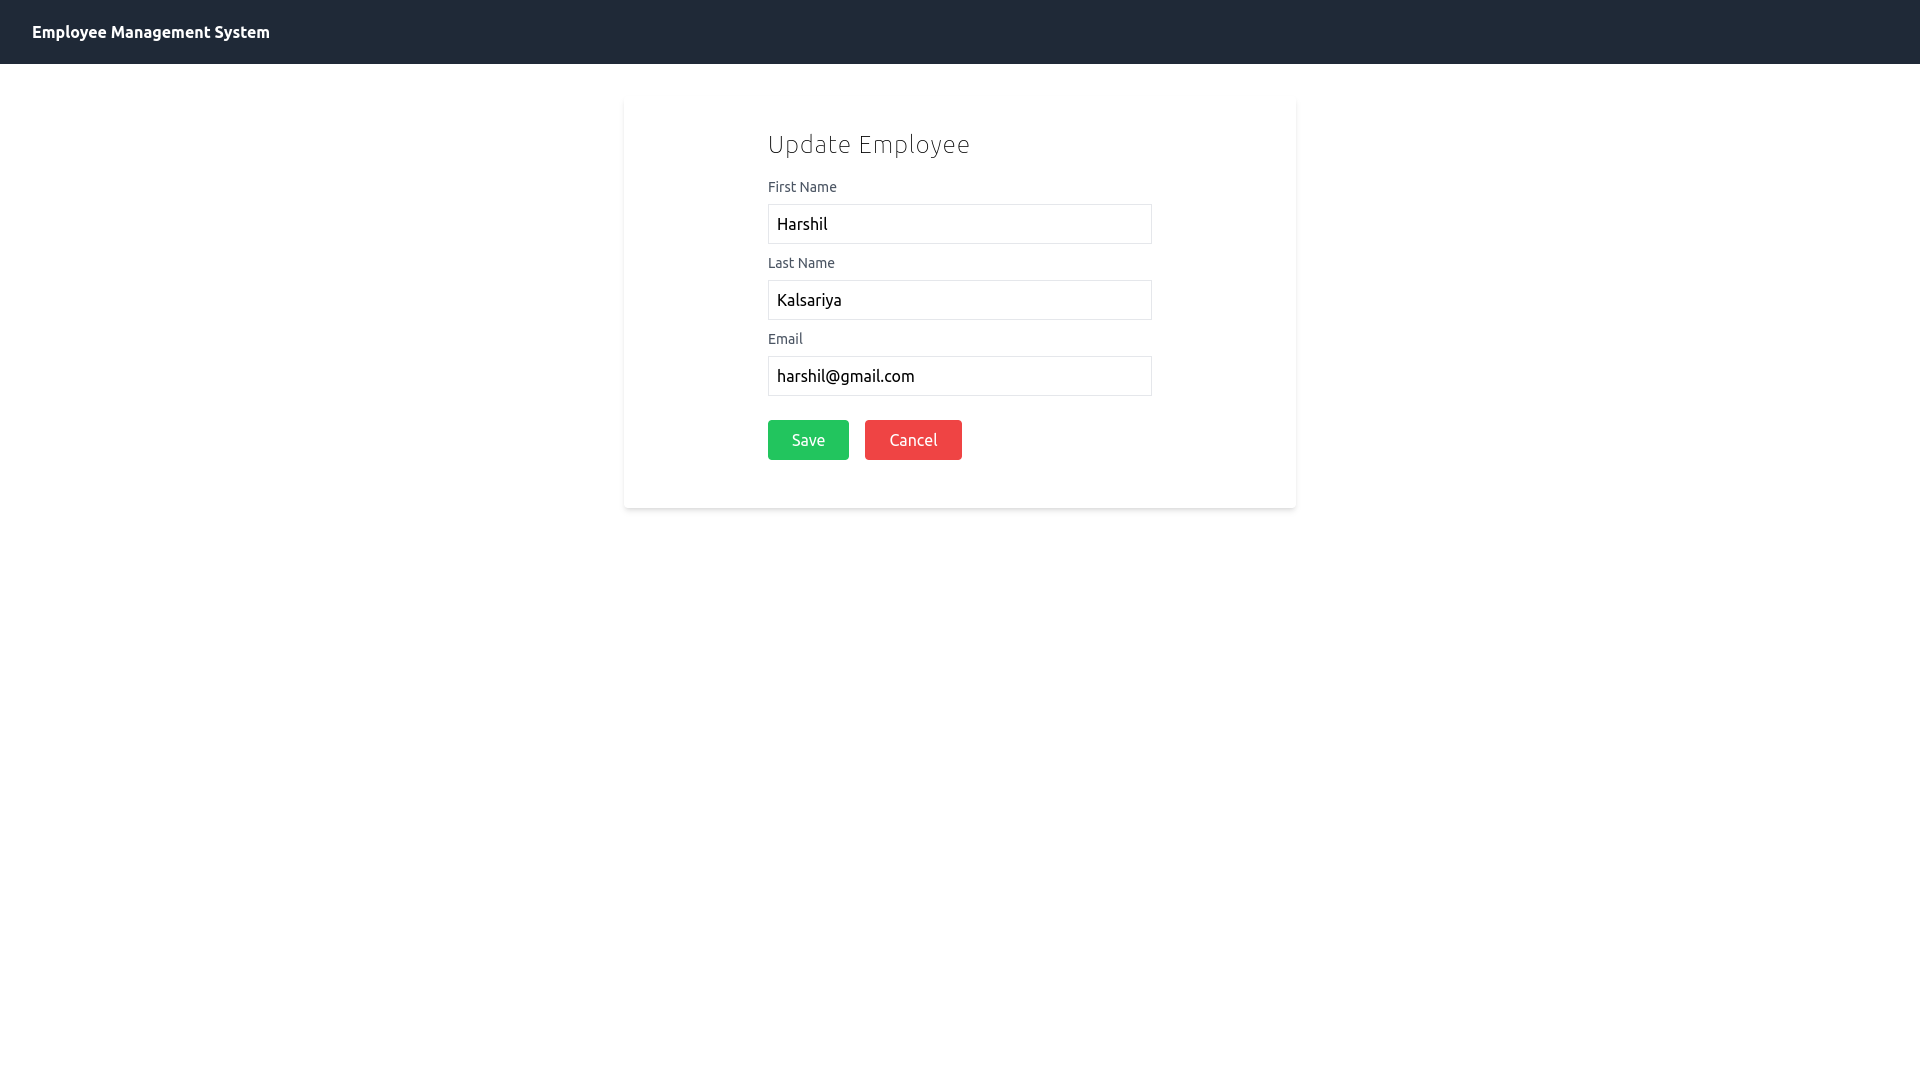 Employee Management System
Update Employee
First Name
Harshil
Last Name
Kalsariya
Email
harshil@gmail.com
Save Cancel